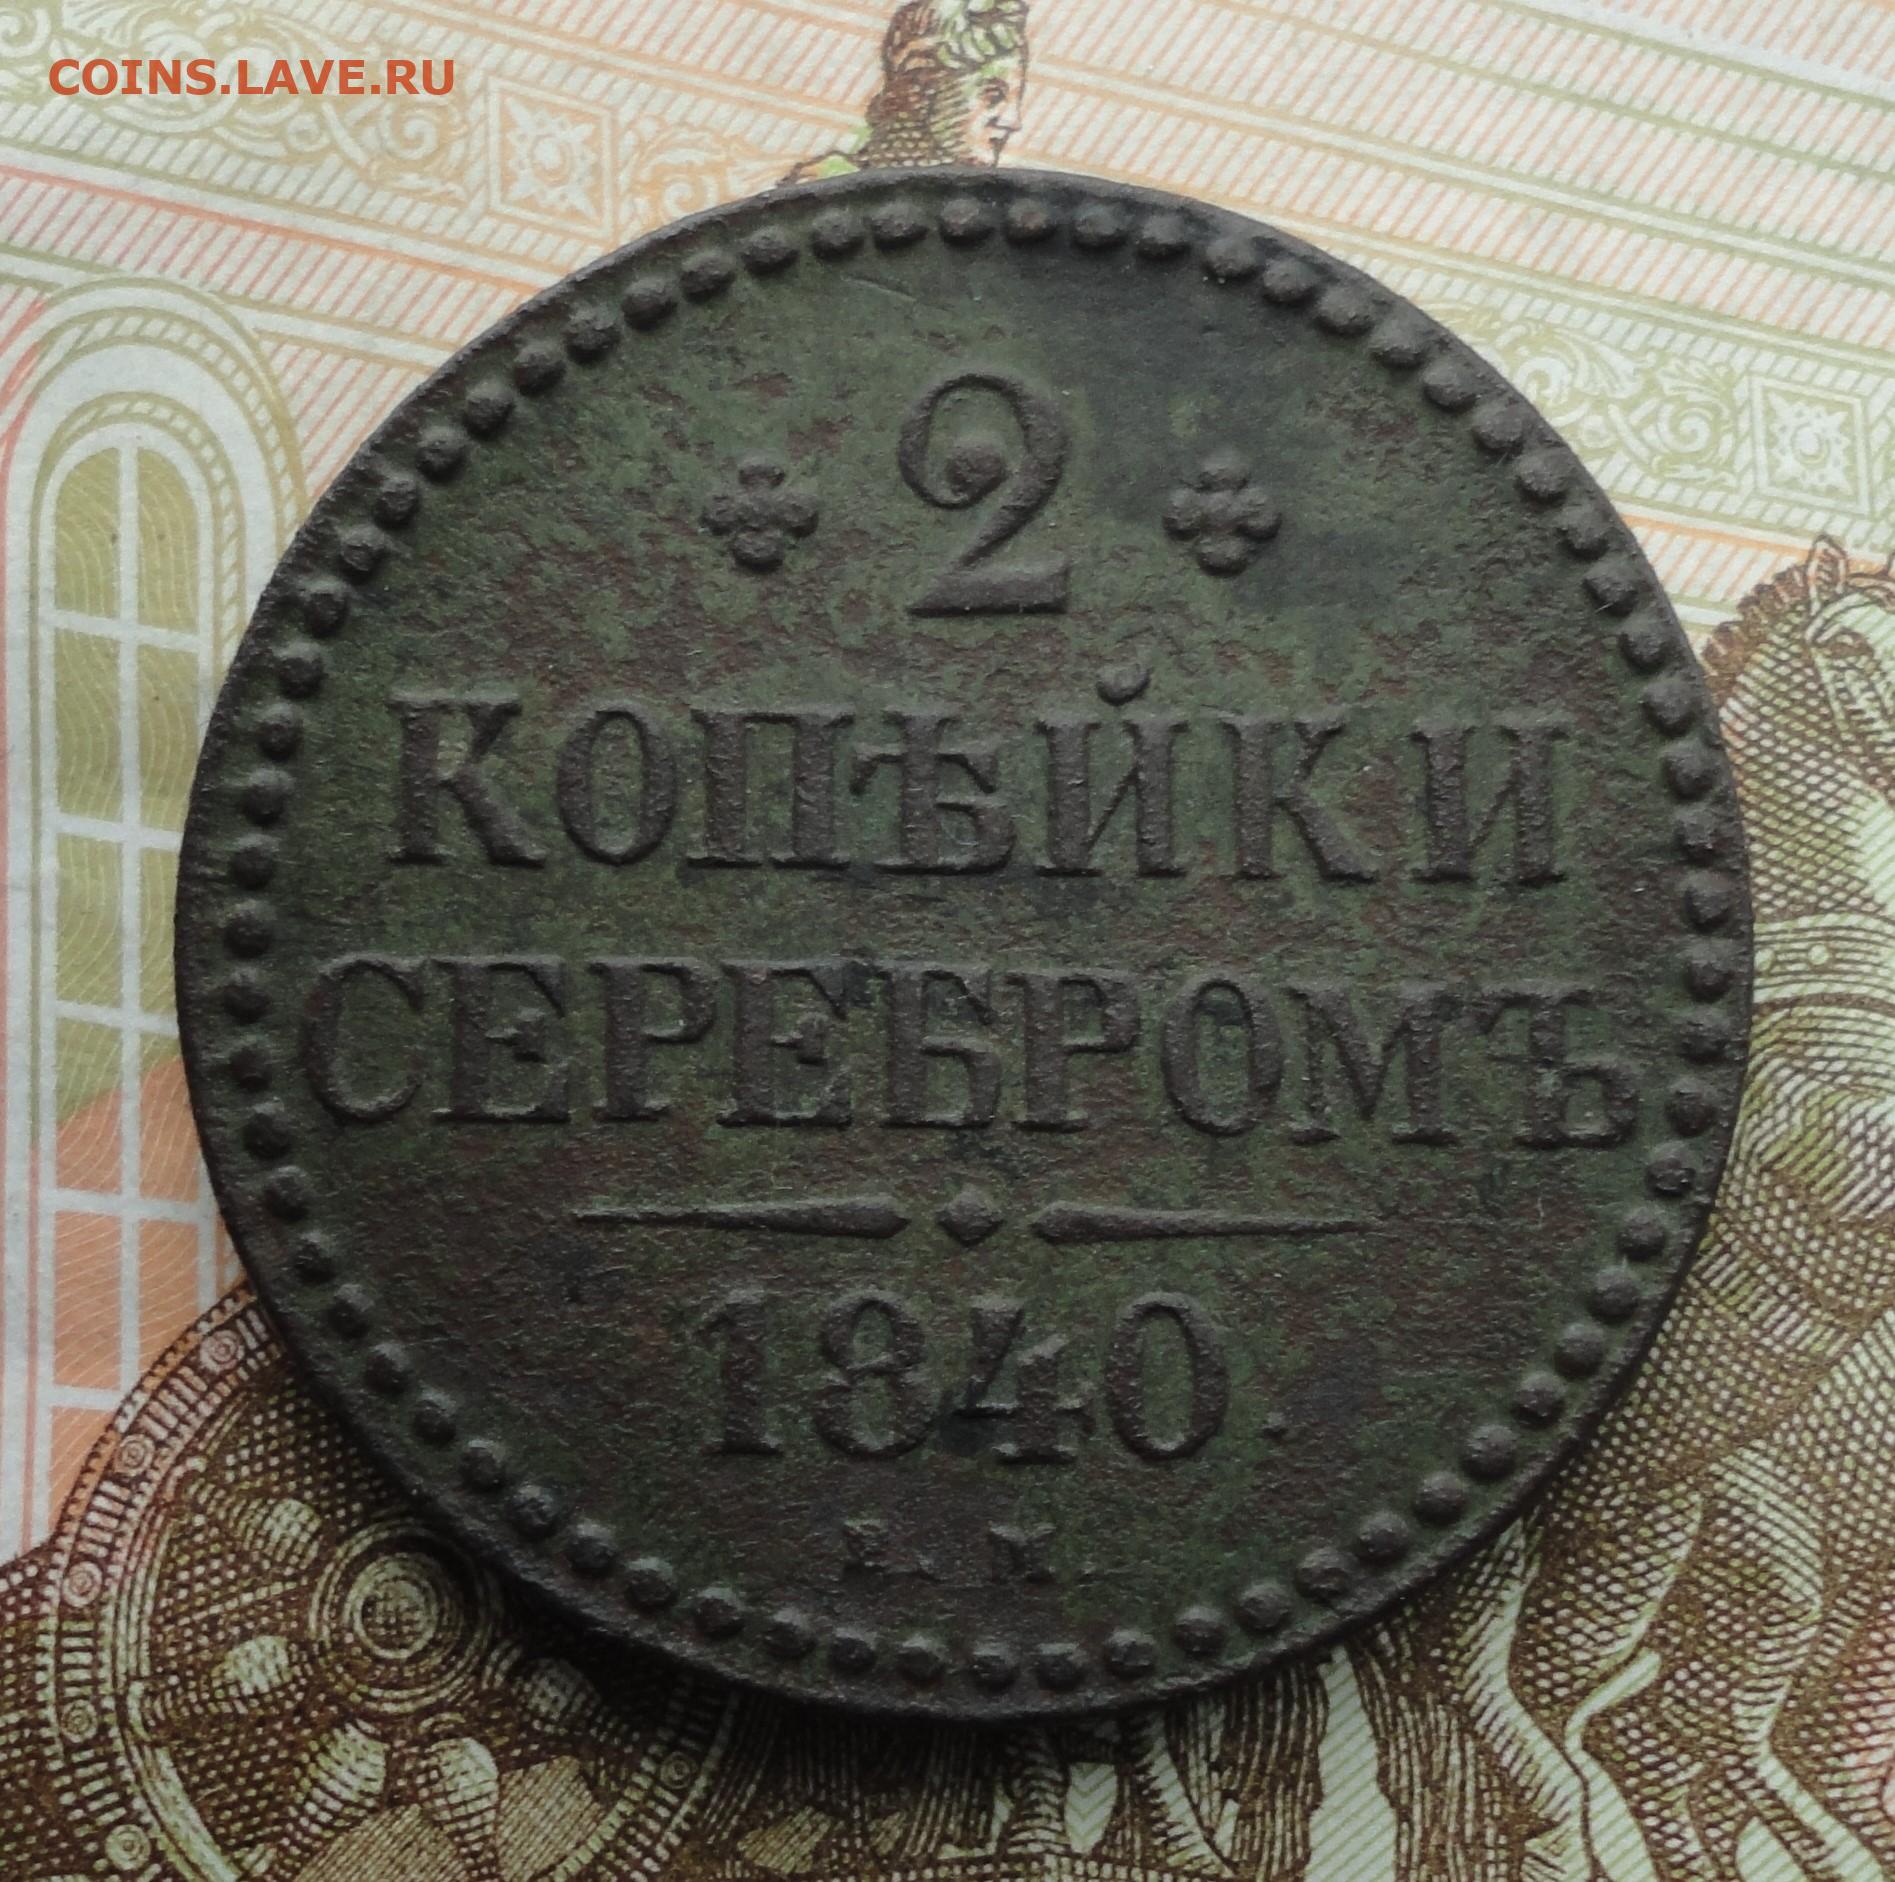 COINS.LAVE.RU
2
КОПѢЙКИ
СЕРЕБРОМЪ
1840